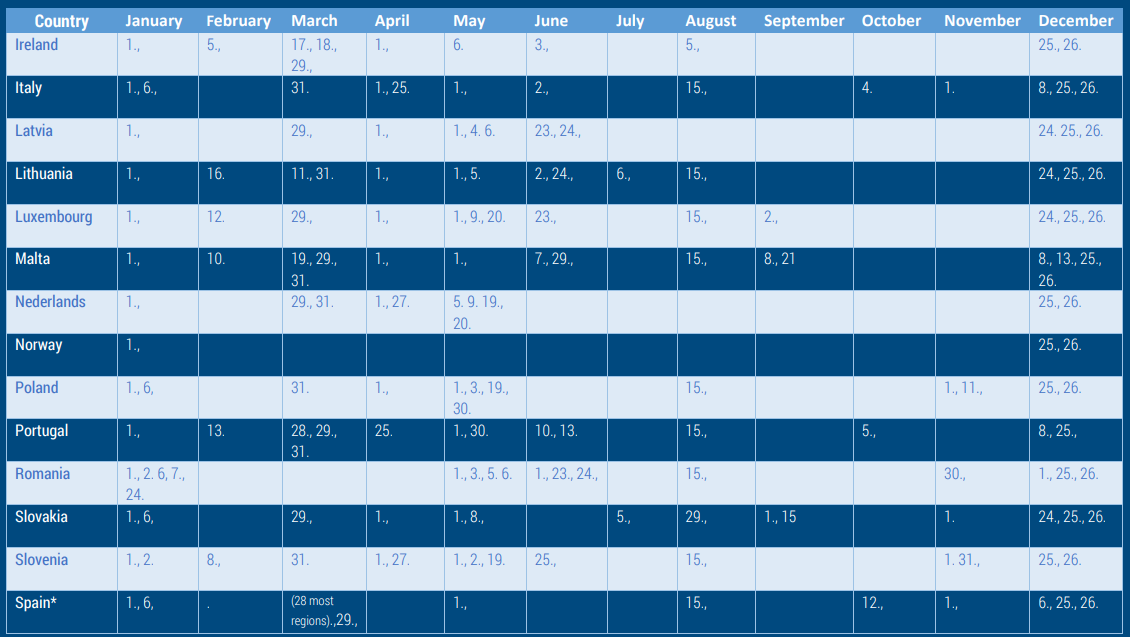 Country January February March April May June July August September October November December
Ireland 1., 5., 17., 18., 1., 6. 3., 5., 25., 26.
29.,
Italy 1., 6., 31. 1., 25. 1., 2., 15., 4. 1. 8., 25., 26.
Latvia 1., 29., 1., 1., 4. 6. 23., 24., 24. 25., 26.
Lithuania 1., 16. 11., 31. 1., 1., 5. 2., 24., 6., 15., 24., 25., 26.
Luxembourg 1., 12. 29., 1., 1., 9., 20. 23., 15., 2., 24., 25., 26.
Malta 1., 10. 19., 29., 1., 1., 7., 29., 15., 8., 21 8., 13., 25.,
31. 26.
Nederlands 1., 29., 31. 1., 27. 5. 9. 19., 25., 26.
20.
Norway 1., 25., 26.
Poland 1., 6, 31. 1., 1., 3., 19., 15., 1., 11., 25., 26.
30.
Portugal 1., 13. 28., 29., 25. 1., 30. 10., 13. 15., 5., 8., 25.,
31.
Romania 1., 2. 6, 7., 1., 3., 5. 6. 1., 23., 24., 15., 30., 1., 25., 26.
24.
Slovakia 1., 6, 29., 1., 1., 8., 5., 29., 1., 15 1. 24., 25., 26.
Slovenia 1., 2. 8., 31. 1., 27. 1., 2., 19. 25., 15., 1. 31., 25., 26.
Spain* 1., 6, . (28 most 1., 15., 12., 1., 6., 25., 26.
regions).,29.,